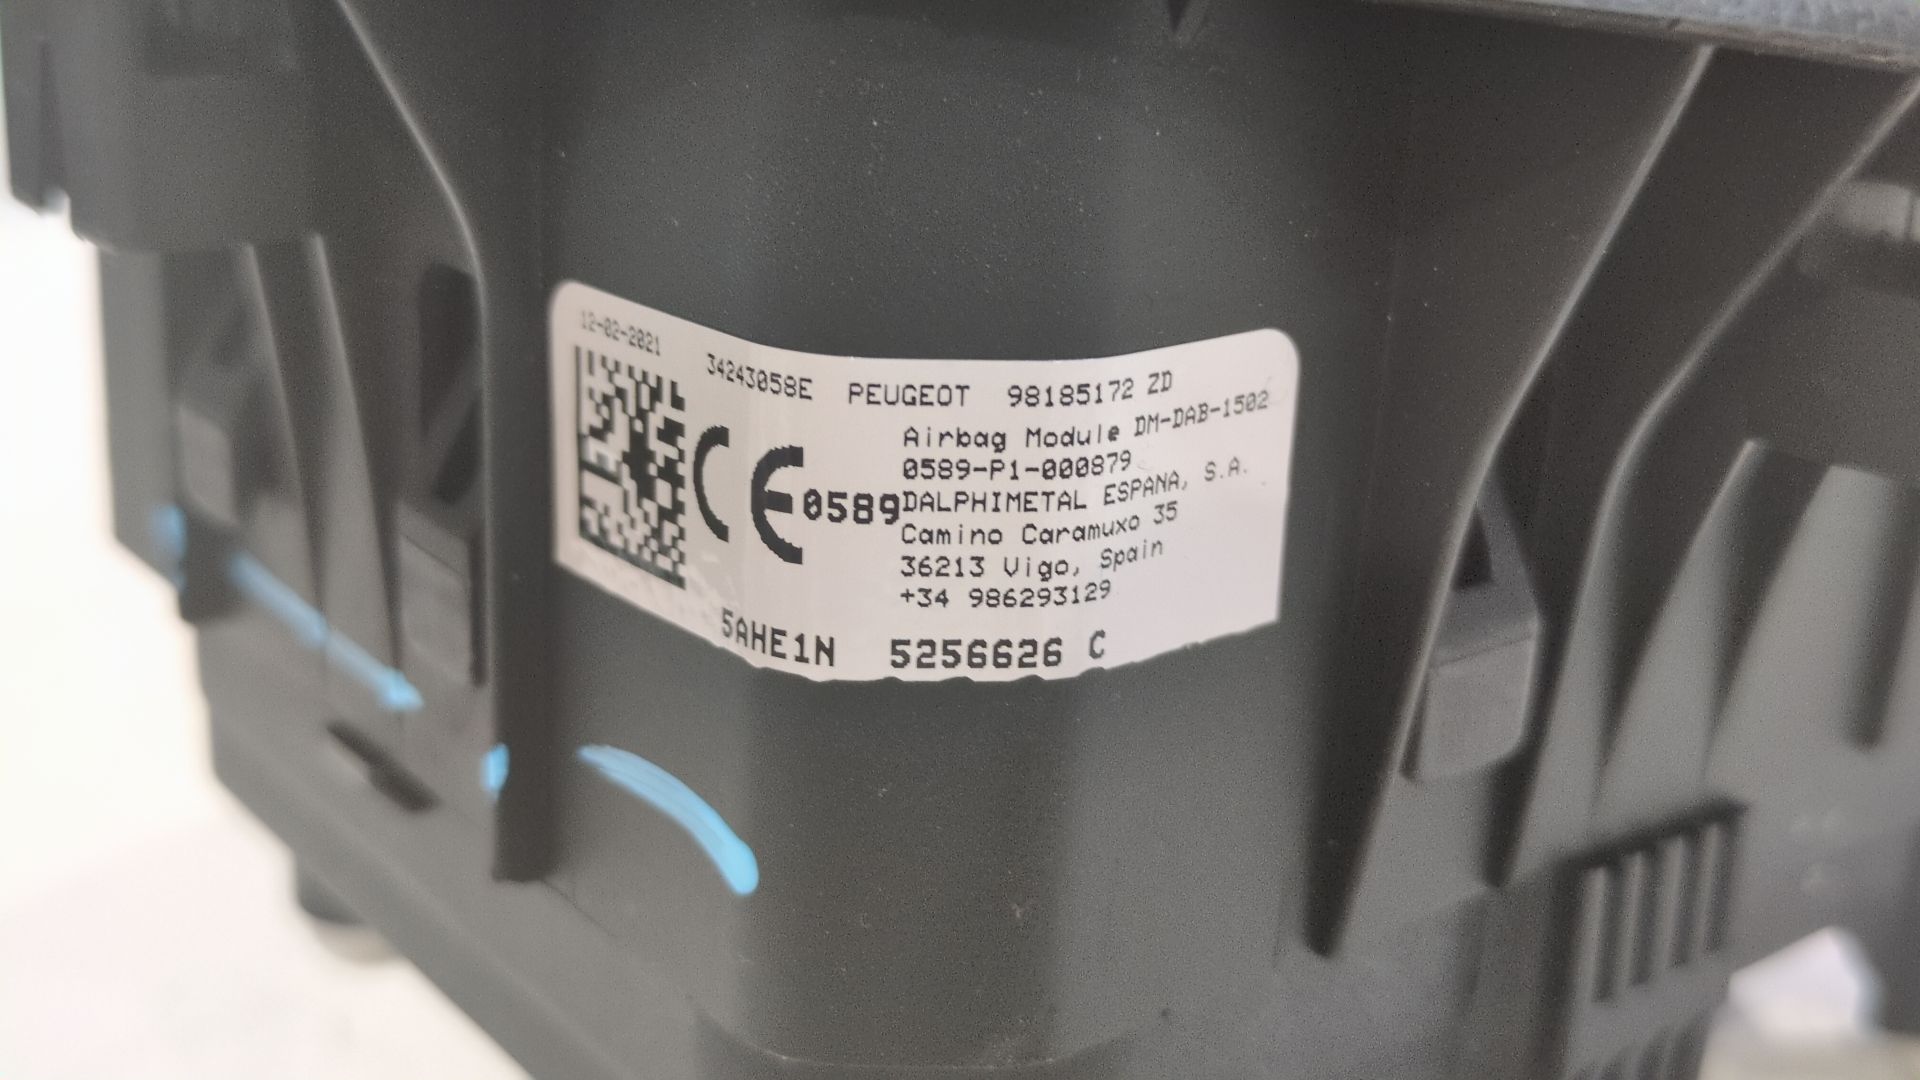 12-02-2021
34243058E PEUGEOT 98185172 ZD
Airbag Module DM-DAB-1502
0589-P1-000879
CE 0589 DALPHIMETAL ESPANA, S.A.
Camino Caramuxo 35
36213 Vigo, Spain
+34 986293129
5AHE1N 5256626 C